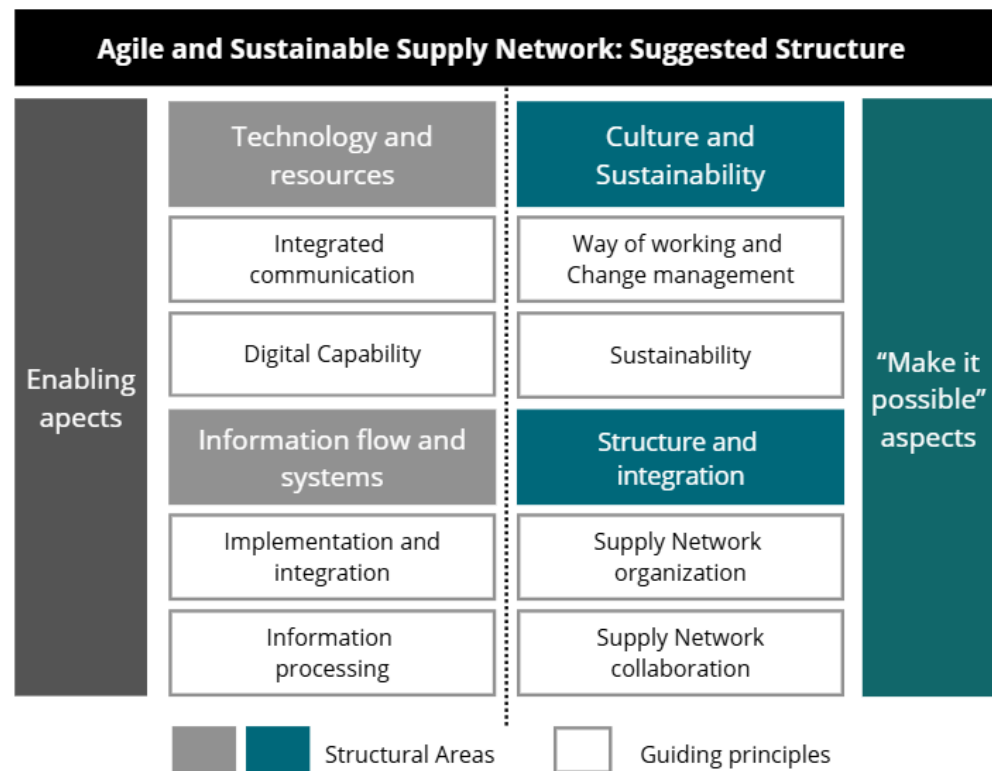 Agile and Sustainable Supply Network: Suggested Structure
Enabling
apects
Technology and
resources
Integrated
communication
Digital Capability
Information flow and
systems
Implementation and
integration
Information
processing
Culture and
Sustainability
Way of working and
Change management
Sustainability
Structure and
integration
Supply Network
organization
Supply Network
collaboration
“Make it
possible”
aspects
Structural Areas
Guiding principles